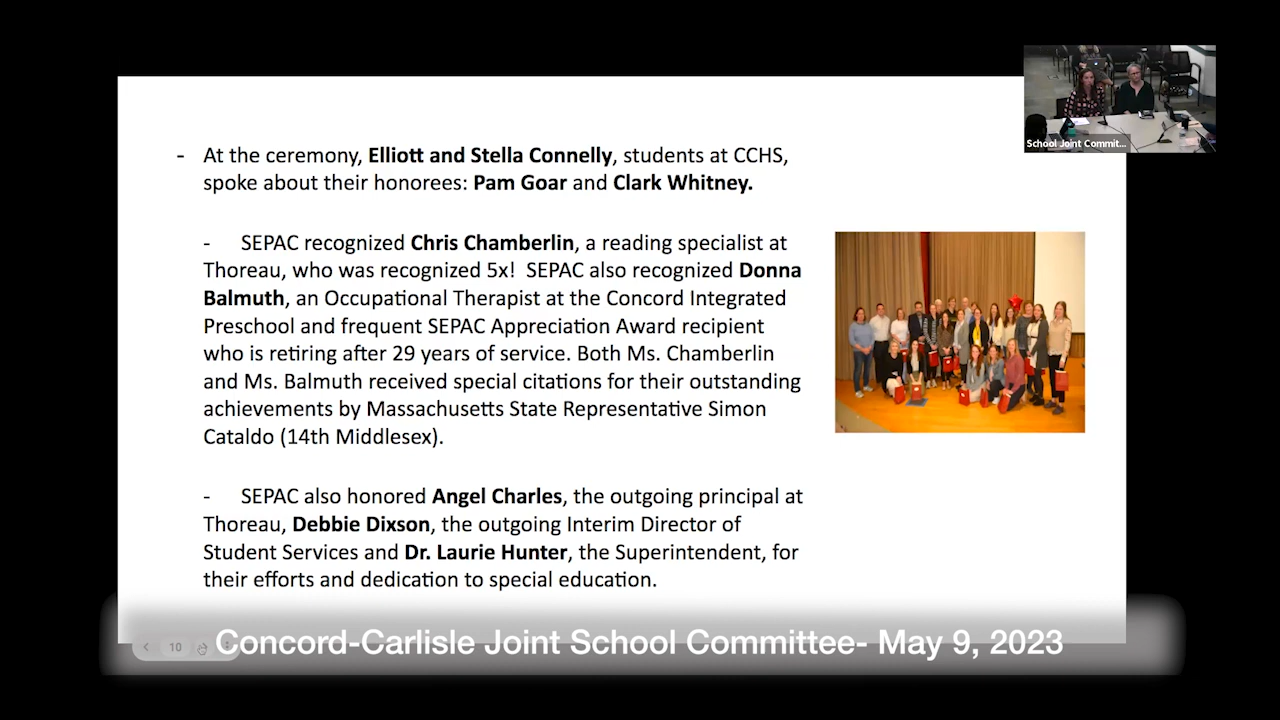 School Joint Committ...
- At the ceremony, Elliott and Stella Connelly, students at CCHS,
spoke about their honorees: Pam Goar and Clark Whitney.
- SEPAC recognized Chris Chamberlin, a reading specialist at
Thoreau, who was recognized 5x! SEPAC also recognized Donna
Balmuth, an Occupational Therapist at the Concord Integrated
Preschool and frequent SEPAC Appreciation Award recipient
who is retiring after 29 years of service. Both Ms. Chamberlin
and Ms. Balmuth received special citations for their outstanding
achievements by Massachusetts State Representative Simon
Cataldo (14th Middlesex).
- SEPAC also honored Angel Charles, the outgoing principal at
Thoreau, Debbie Dixson, the outgoing Interim Director of
Student Services and Dr. Laurie Hunter, the Superintendent, for
their efforts and dedication to special education.
10
Concord-Carlisle Joint School Committee- May 9, 2023